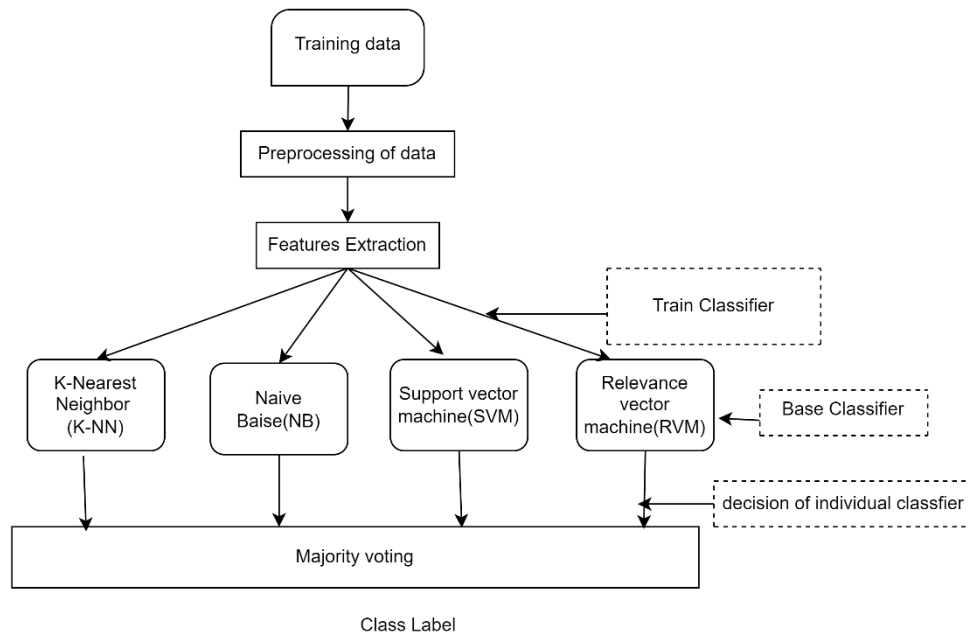 Training data
Preprocessing of data
Features Extraction
Train Classifier
K-Nearest
Neighbor
(K-NN)
Naive
Baise(NB)
Support vector
machine(SVM)
Relevance
vector
machine(RVM)
Base Classifier
decision of individual classfier
Majority voting
Class Label